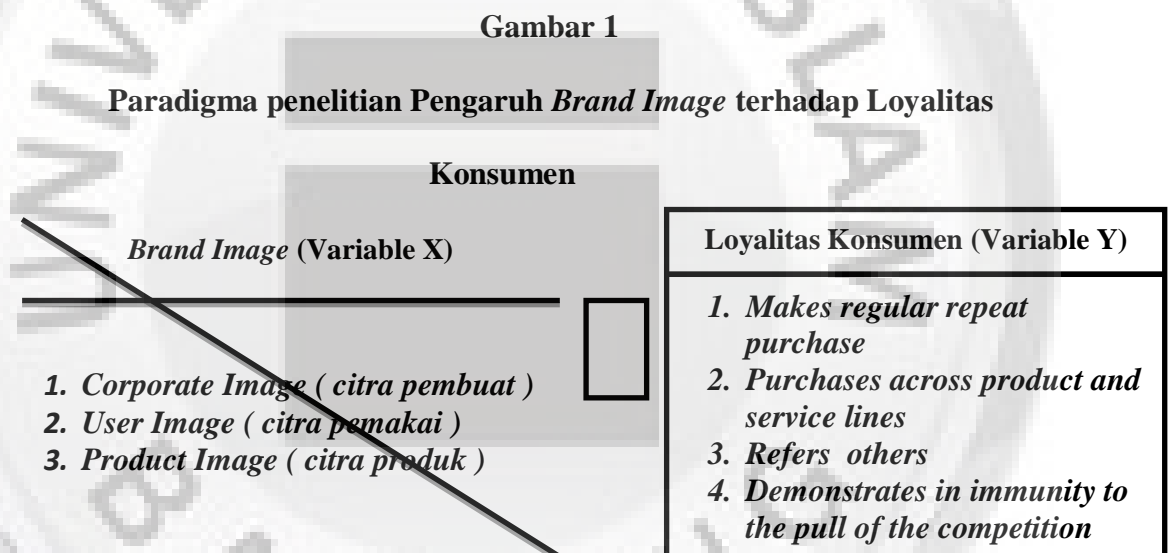 Gambar 1
Paradigma penelitian Pengaruh Brand Image terhadap Loyalitas
Konsumen
Brand Image (Variable X)
1. Corporate Image ( citra pembuat )
2. User Image ( citra pemakai )
3. Product Image ( citra produk )
Loyalitas Konsumen (Variable Y)
1. Makes regular repeat
purchase
2. Purchases across product and
service lines
3. Refers others
4. Demonstrates in immunity to
the pull of the competition